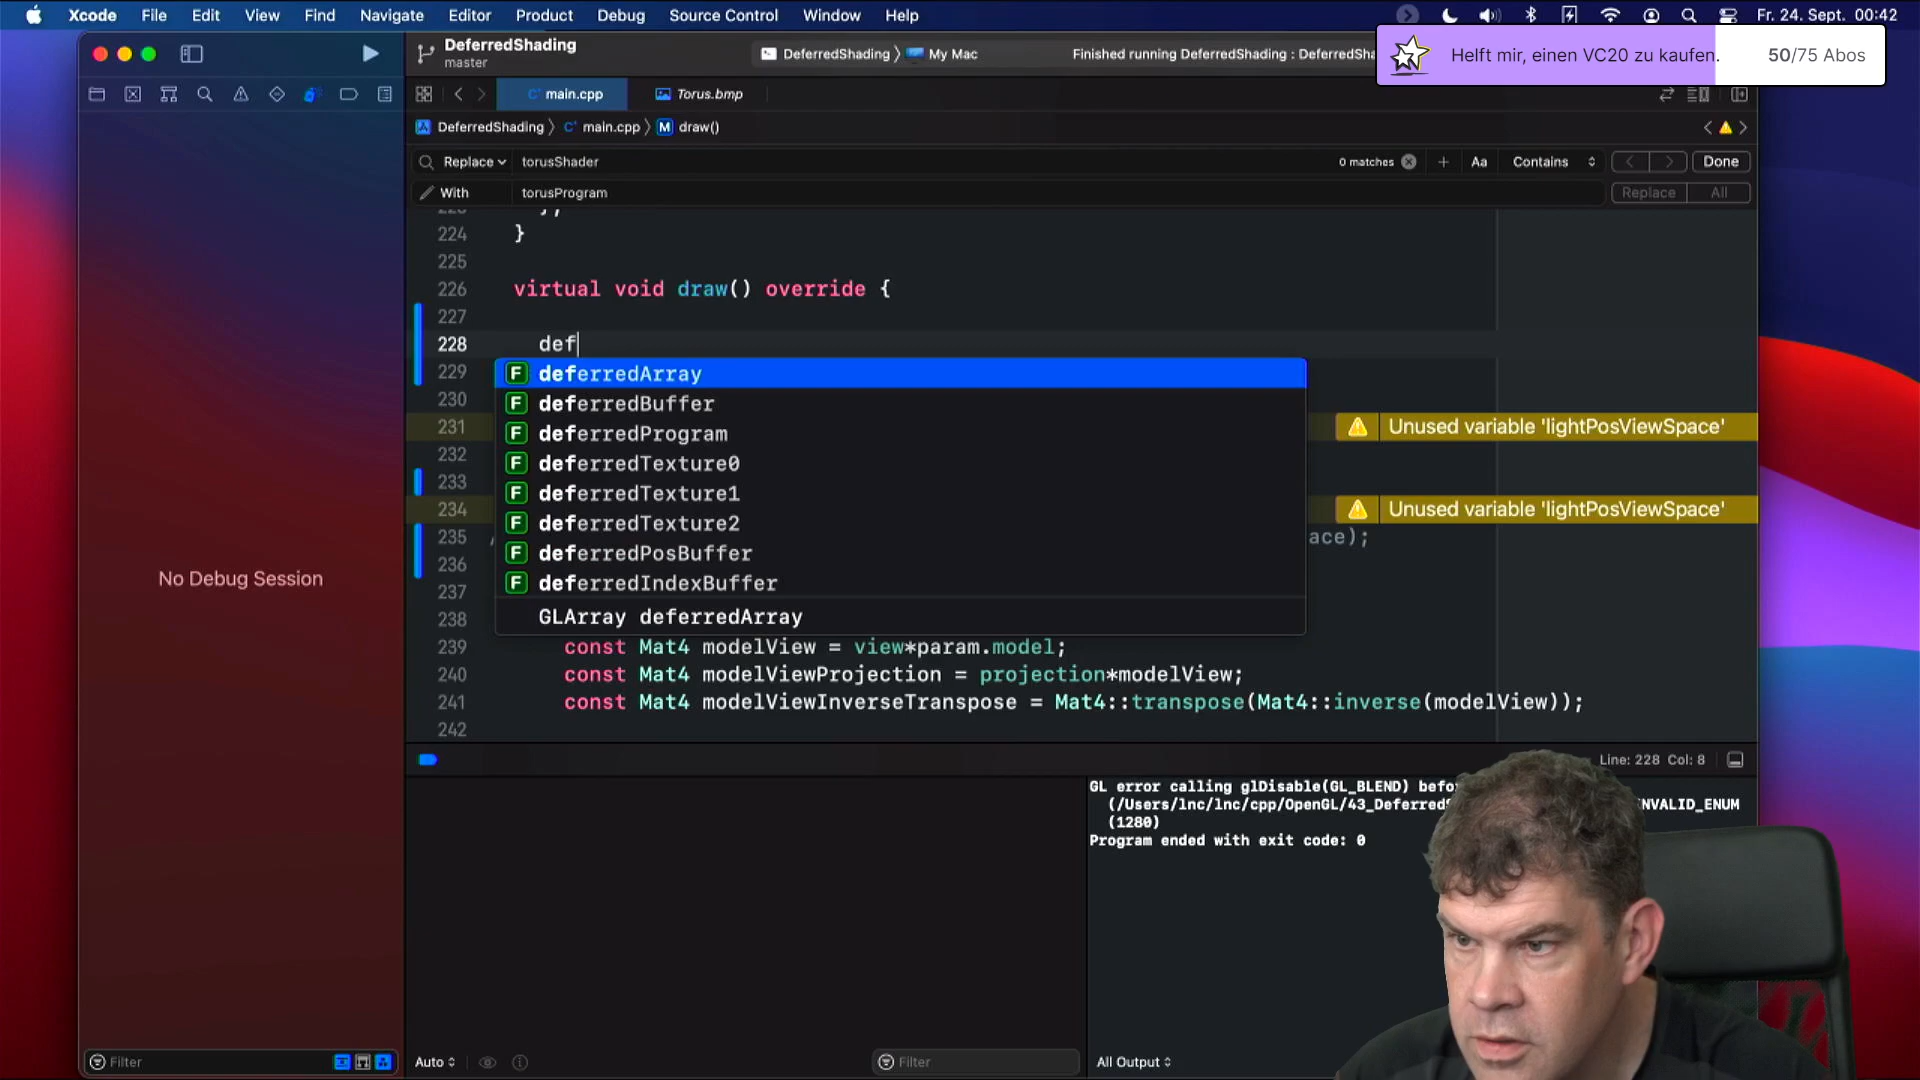 Xcode File Edit View Find Navigate Editor Product Debug Source Control Window Help Fr. 24. Sept. 00:42
Helft mir, einen VC20 zu kaufen. 50/75 Abos
DeferredShading
master
DeferredShading My Mac
Finished running DeferredShading :
main.cpp Torus.bmp
DeferredShading main.cpp M draw()
Replace torusShader 0 matches Aa Contains Done
With torusProgram Replace All
224 }
225
226 virtual void draw() override {
227
228 def
229 F deferredArray
230 F deferredBuffer
231 F deferredProgram Unused variable 'lightPosViewSpace'
232 F deferredTexture0
233 F deferredTexture1
234 F deferredTexture2 Unused variable 'lightPosViewSpace'
235 F deferredPosBuffer ace);
236 F deferredIndexBuffer
237
238 GLArray deferredArray
239 const Mat4 modelView = view*param.model;
240 const Mat4 modelViewProjection = projection*modelView;
241 const Mat4 modelViewInverseTranspose = Mat4::transpose(Mat4::inverse(modelView));
242
No Debug Session
Line: 228 Col: 8
GL error calling glDisable(GL_BLEND)
(/Users/lnc/lnc/cpp/OpenGL/
(1280)
Program ended with exit code: 0
Filter Auto Filter All Output